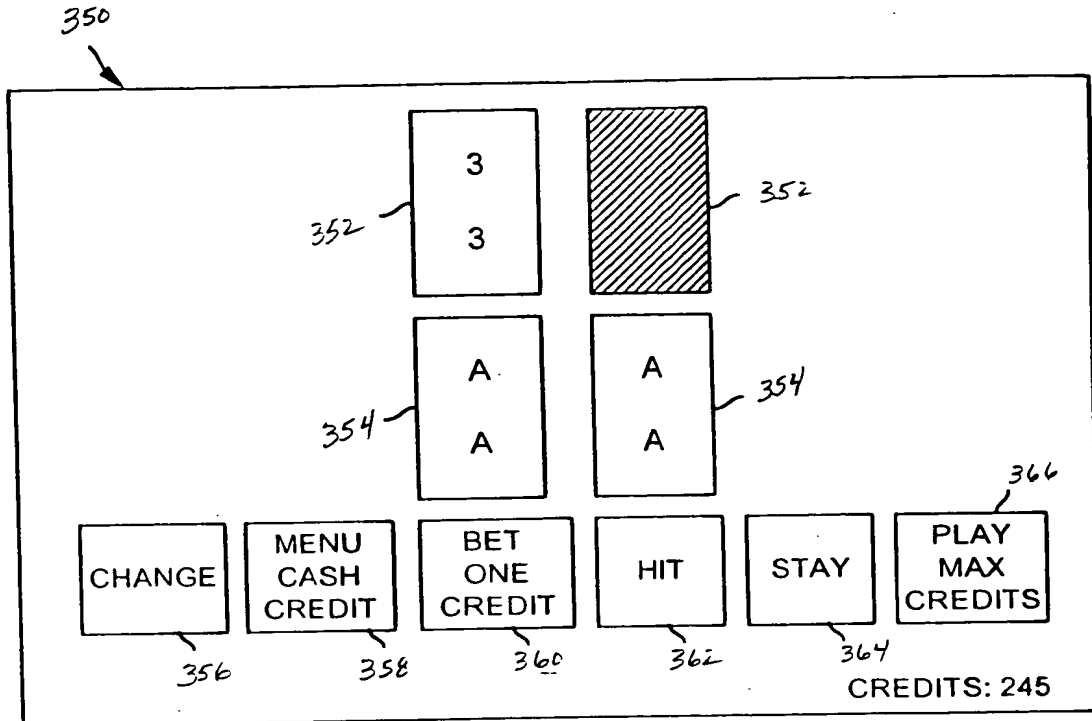 350
3
3
352
352
A
A
354
A
A
354
366
CHANGE
MENU
CASH
CREDIT
BET
ONE
CREDIT
HIT
STAY
PLAY
MAX
CREDITS
356
358
360
362
364
CREDITS: 245